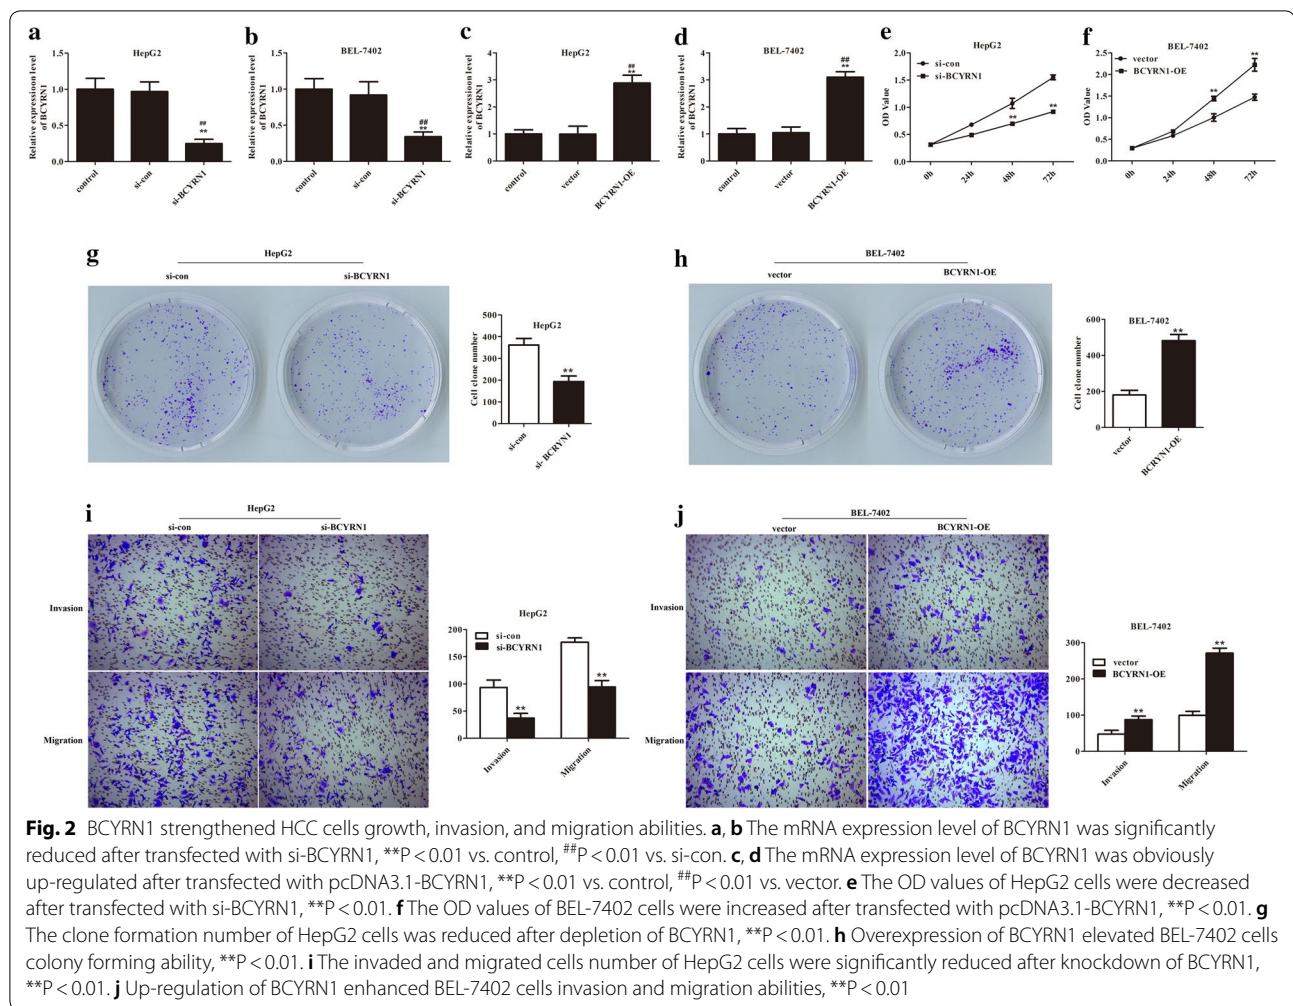 a
HepG2
Relative expressioon level
of BCYRN1
1.5
1.0
0.5
0.0
##
**
control
si-con
si-BCYRN1
b
BEL-7402
Relative expressioon level
of BCYRN1
1.5
1.0
0.5
0.0
##
**
control
si-con
si-BCYRN1
c
HepG2
Relative expressioon level
of BCYRN1
4
3
2
1
0
##
**
control
vector
BCYRN1-OE
d
BEL-7402
Relative expressioon level
of BCYRN1
4
3
2
1
0
##
**
control
vector
BCYRN1-OE
e
HepG2
OD Value
2.0
1.5
1.0
0.5
0.0
si-con
si-BCYRN1
**
**
0h
24h
48h
72h
f
BEL-7402
OD Value
2.5
2.0
1.5
1.0
0.5
0.0
vector
BCYRN1-OE
**
**
0h
24h
48h
72h
g
HepG2
si-con
si-BCYRN1
HepG2
Cell clone number
500
400
300
200
100
0
**
si-con
si- BCRYN1
h
BEL-7402
vector
BCYRN1-OE
BEL-7402
Cell clone number
600
400
200
0
**
vector
BCRYN1-OE
i
HepG2
si-con
si-BCYRN1
Invasion
Migration
HepG2
200
150
100
50
0
si-con
si-BCYRN1
**
**
Invasion
Migration
j
BEL-7402
vector
BCYRN1-OE
Invasion
Migration
BEL-7402
300
200
100
0
vector
BCYRN1-OE
**
**
Invasion
Migration
Fig. 2 BCYRN1 strengthened HCC cells growth, invasion, and migration abilities. a, b The mRNA expression level of BCYRN1 was significantly
reduced after transfected with si-BCYRN1, **P < 0.01 vs. control, ##P < 0.01 vs. si-con. c, d The mRNA expression level of BCYRN1 was obviously
up-regulated after transfected with pcDNA3.1-BCYRN1, **P < 0.01 vs. control, ##P < 0.01 vs. vector. e The OD values of HepG2 cells were decreased
after transfected with si-BCYRN1, **P < 0.01. f The OD values of BEL-7402 cells were increased after transfected with pcDNA3.1-BCYRN1, **P < 0.01. g
The clone formation number of HepG2 cells was reduced after depletion of BCYRN1, **P < 0.01. h Overexpression of BCYRN1 elevated BEL-7402 cells
colony forming ability, **P < 0.01. i The invaded and migrated cells number of HepG2 cells were significantly reduced after knockdown of BCYRN1,
**P < 0.01. j Up-regulation of BCYRN1 enhanced BEL-7402 cells invasion and migration abilities, **P < 0.01